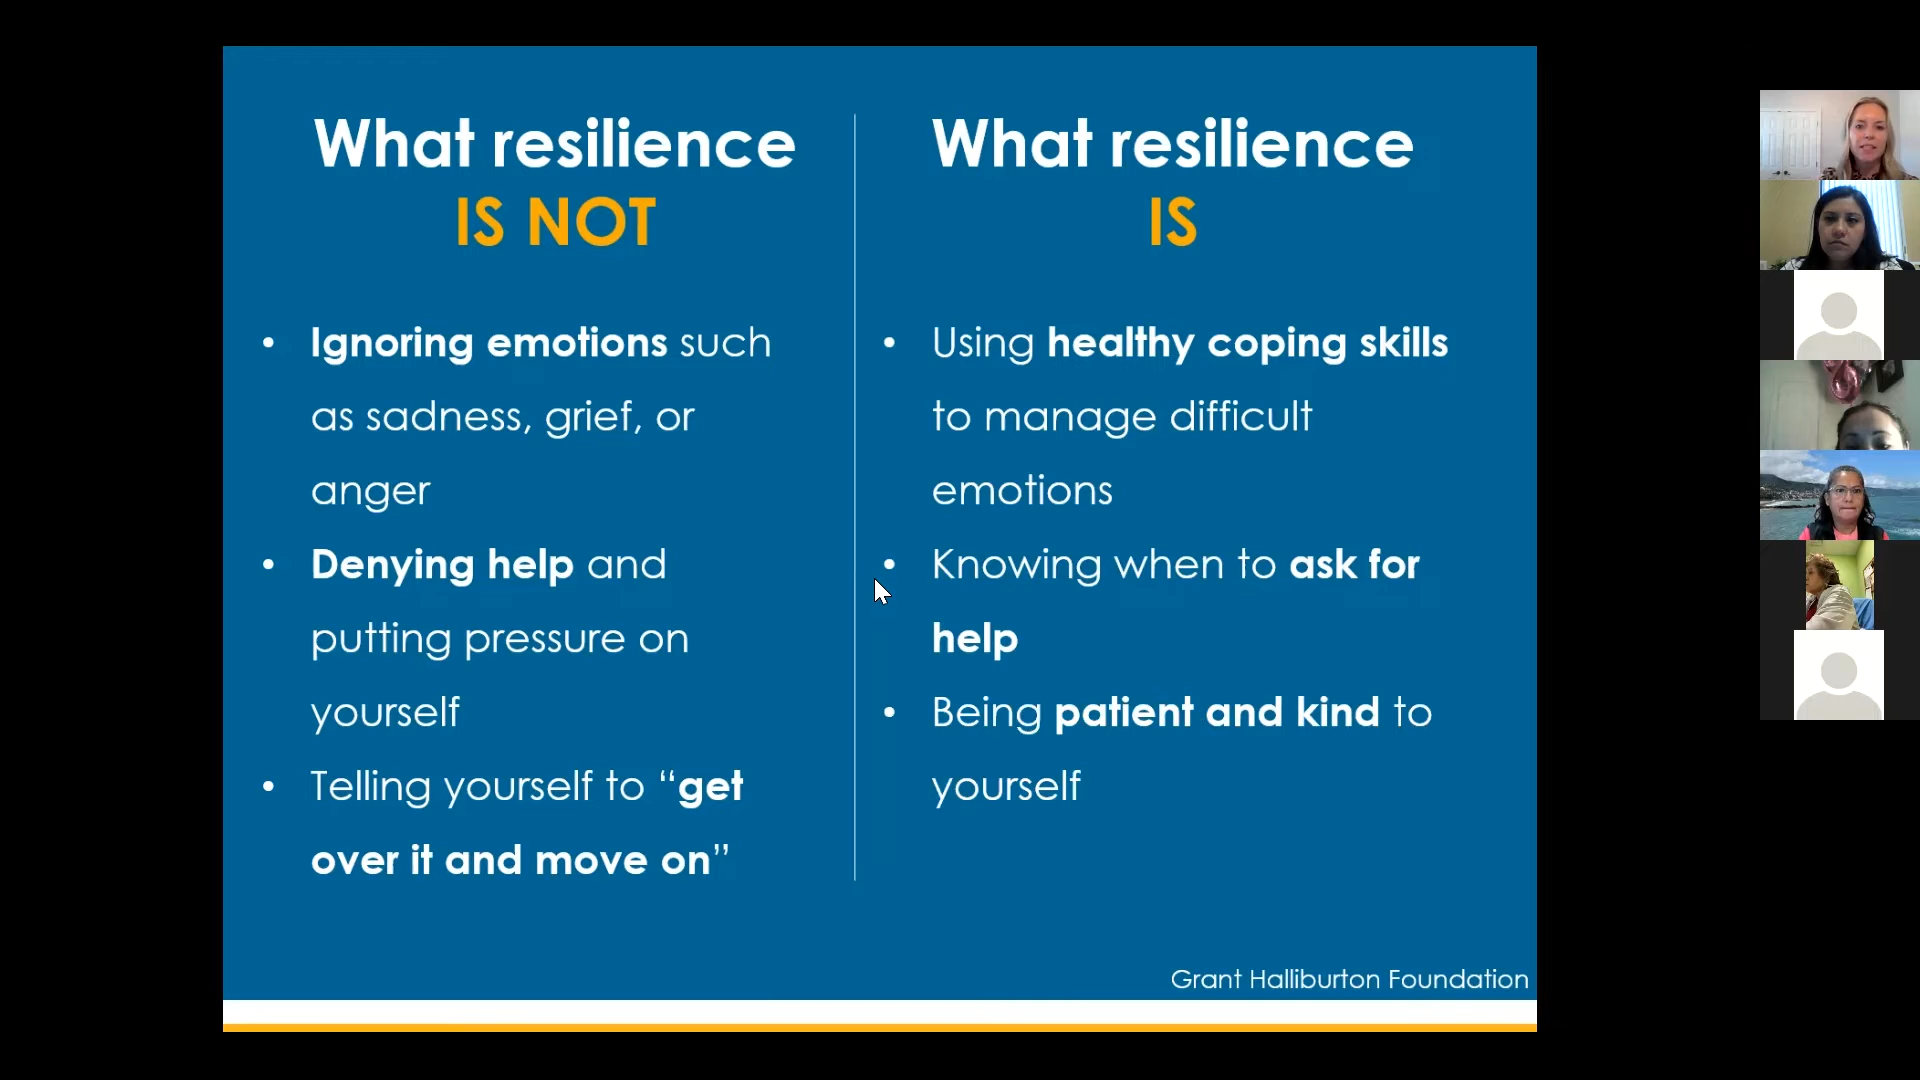 What resilience
IS NOT
• Ignoring emotions such
as sadness, grief, or
anger
• Denying help and
putting pressure on
yourself
• Telling yourself to “get
over it and move on”
What resilience
IS
• Using healthy coping skills
to manage difficult
emotions
• Knowing when to ask for
help
• Being patient and kind to
yourself
Grant Halliburton Foundation